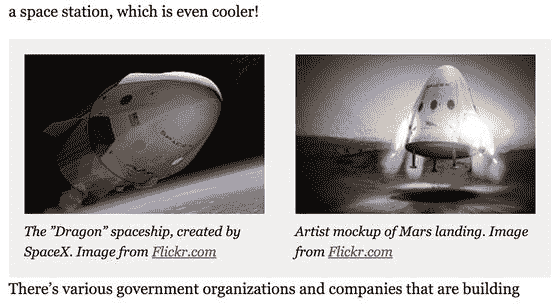 a space station, which is even cooler!
The ”Dragon” spaceship, created by
SpaceX. Image from Flickr.com
Artist mockup of Mars landing. Image
from Flickr.com
There’s various government organizations and companies that are building